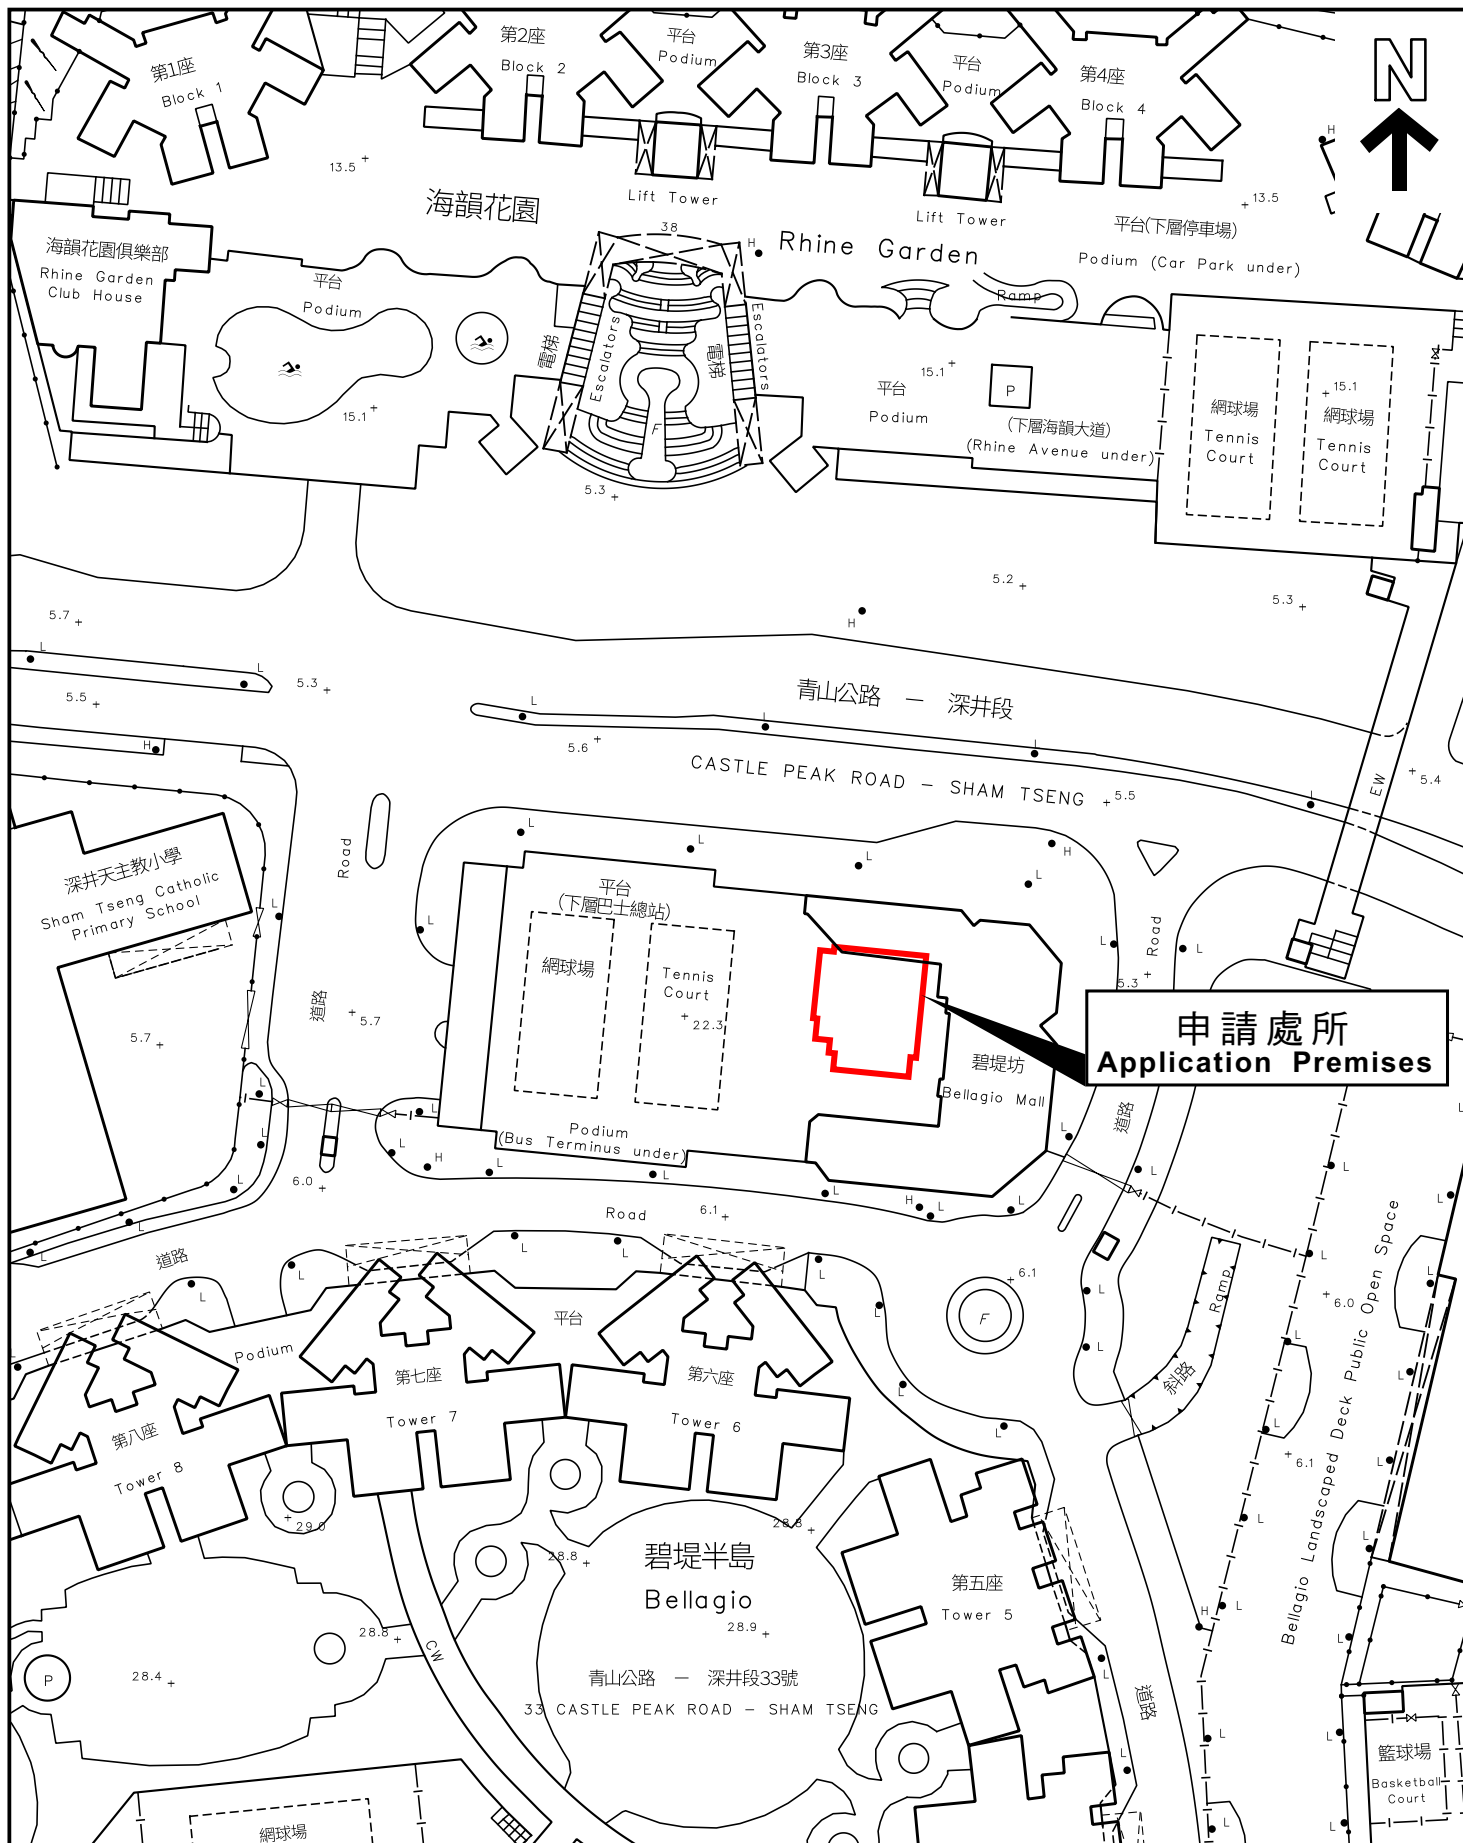 第1座
Block 1
第2座
Block 2
平台
Podium
第3座
Block 3
平台
Podium
第4座
Block 4
N
H
13.5
海韻花園
Lift Tower
Lift Tower
13.5
平台(下層停車場)
Podium (Car Park under)
海韻花園俱樂部
Rhine Garden
Club House
平台
Podium
38
H
Rhine Garden
Ramp
電梯
Escalators
電梯
Escalators
F
15.1
15.1
平台
Podium
P
(下層海韻大道)
(Rhine Avenue under)
網球場
Tennis
Court
15.1
網球場
Tennis
Court
5.3
5.2
5.3
H
5.7
L
L
5.5
5.3
H
青山公路 — 深井段
L
L
L
L
5.6
CASTLE PEAK ROAD – SHAM TSENG
5.5
5.4
EW
深井天主教小學
Sham Tseng Catholic
Primary School
Road
L
L
L
H
L
L
L
L
L
平台
(下層巴士總站)
網球場
Tennis
Court
22.3
Road
5.3
道路
5.7
5.7
申請處所
Application Premises
碧堤坊
Bellagio Mall
Podium
(Bus Terminus under)
道路
L
L
L
L
L
H
L
L
L
H
L
L
L
L
L
L
6.0
Road
6.1
道路
L
L
L
L
L
L
L
6.1
F
Ramp
斜路
6.0
6.1
Bellagio Landscaped Deck Public Open Space
Podium
平台
第七座
Tower 7
第六座
Tower 6
第八座
Tower 8
29.0
28.8
28.8
碧堤半島
Bellagio
28.9
第五座
Tower 5
28.8
CW
P
28.4
青山公路 — 深井段33號
33 CASTLE PEAK ROAD – SHAM TSENG
H
L
道路
網球場
籃球場
Basketball
Court
L
L
L